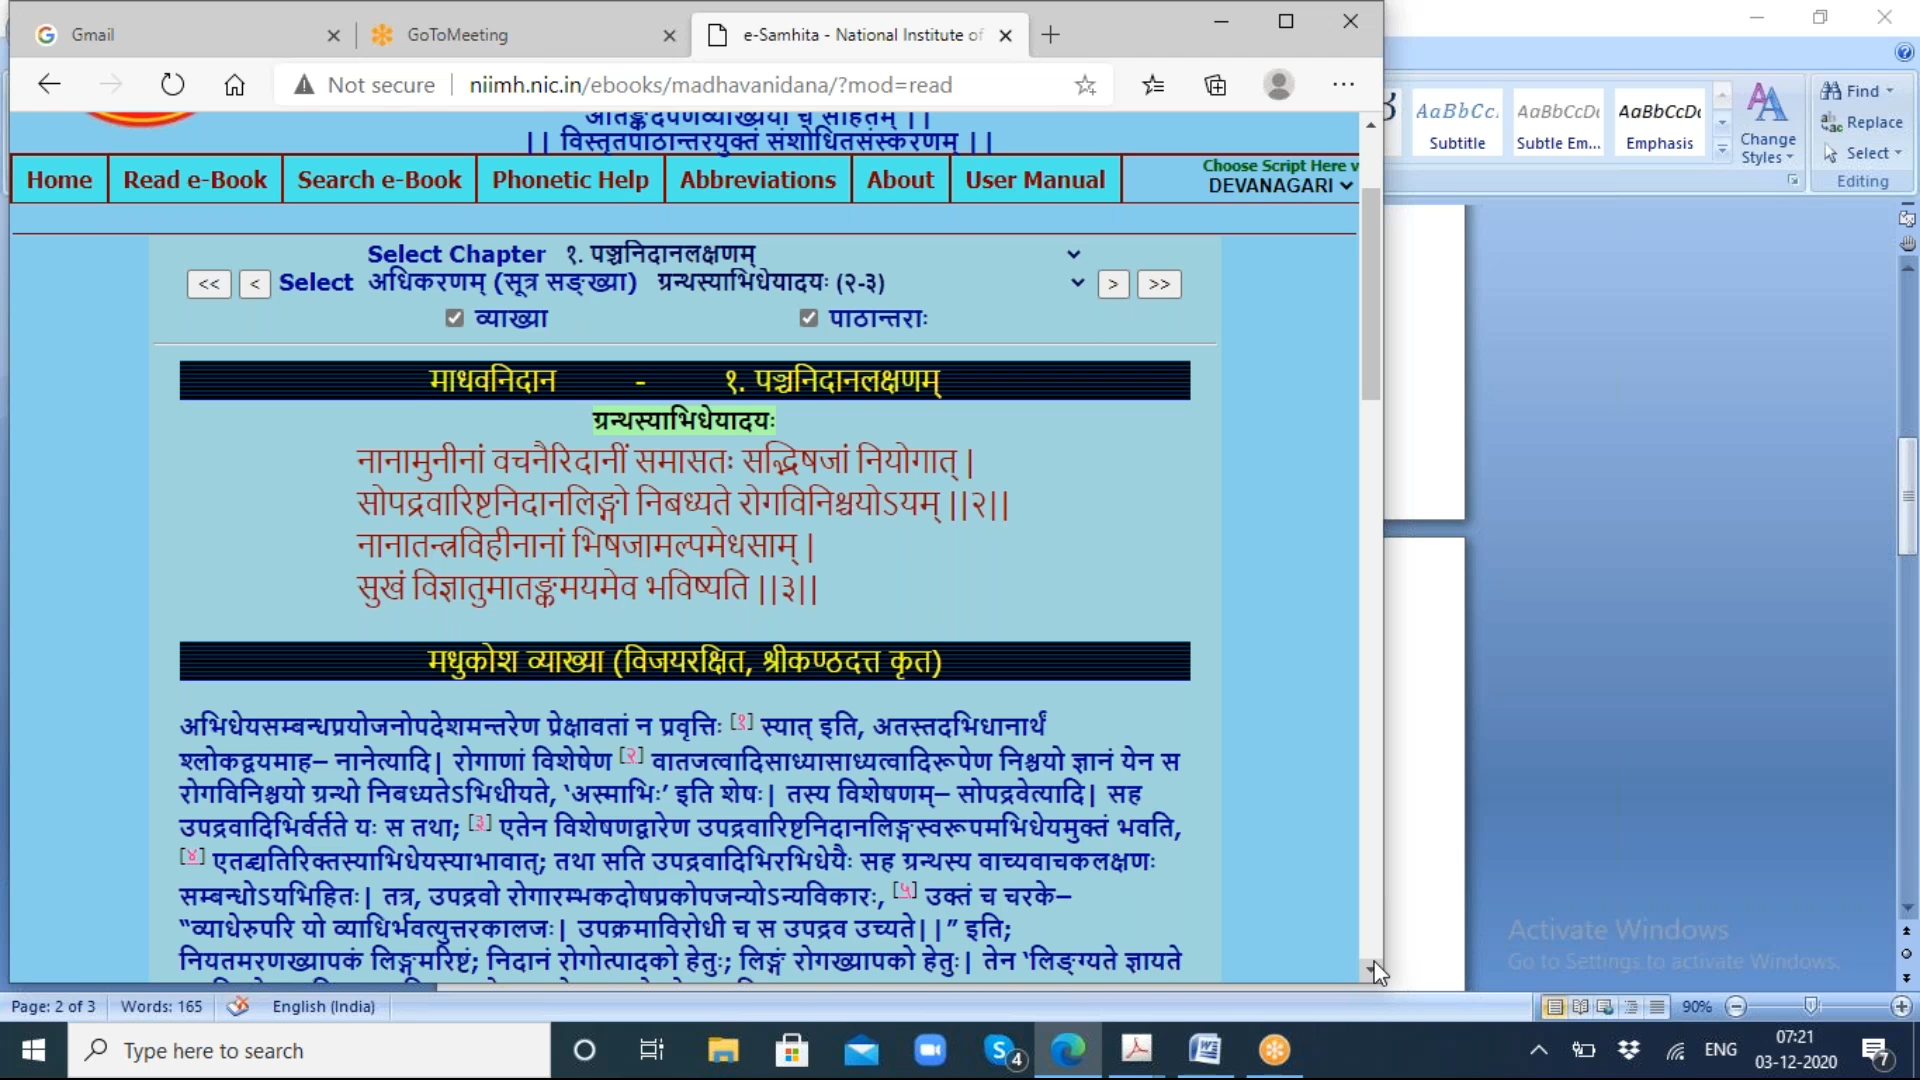 Gmail
GoToMeeting
e-Samhita - National Institute of
Not secure
niimh.nic.in/ebooks/madhavanidana/?mod=read
आतङ्कदर्पणव्याख्यया च सहितम् ||
|| विस्तृतपाठान्तरयुक्तं संशोधितसंस्करणम् ||
Home
Read e-Book
Search e-Book
Phonetic Help
Abbreviations
About
User Manual
Choose Script Here
DEVANAGARI
Select Chapter १. पञ्चनिदानलक्षणम्
<< < Select अधिकरणम् (सूत्र सङ्ख्या) ग्रन्थस्याभिधेयादयः (२-३) > >>
व्याख्या पाठान्तराः
माधवनिदान - १. पञ्चनिदानलक्षणम्
ग्रन्थस्याभिधेयादयः
नानामुनीनां वचनैरिदानीं समासतः सद्भिषजां नियोगात् |
सोपद्रवारिष्टनिदानलिङ्गो निबध्यते रोगविनिश्चयोऽयम् ||२||
नानातन्त्रविहीनानां भिषजामल्पमेधसाम् |
सुखं विज्ञातुमातङ्कमयमेव भविष्यति ||३||
मधुकोश व्याख्या (विजयरक्षित, श्रीकण्ठदत्त कृत)
अभिधेयसम्बन्धप्रयोजनोपदेशमन्तरेण प्रेक्षावतां न प्रवृत्तिः [१] स्यात् इति, अतस्तदभिधानार्थं
श्लोकद्वयमाह– नानेत्यादि| रोगाणां विशेषेण [२] वातजत्वादिसाध्यासाध्यत्वादिरूपेण निश्चयो ज्ञानं येन स
रोगविनिश्चयो ग्रन्थो निबध्यतेऽभिधीयते, ‘अस्माभिः’ इति शेषः| तस्य विशेषणम्– सोपद्रवेत्यादि| सह
उपद्रवादिभिर्वर्तते यः स तथा; [३] एतेन विशेषणद्वारेण उपद्रवारिष्टनिदानलिङ्गस्वरूपमभिधेयमुक्तं भवति,
[४] एतद्व्यतिरिक्तस्याभिधेयस्याभावात्; तथा सति उपद्रवादिभिरभिधेयैः सह ग्रन्थस्य वाच्यवाचकलक्षणः
सम्बन्धोऽयभिहितः| तत्र, उपद्रवो रोगारम्भकदोषप्रकोपजन्योऽन्यविकारः, [५] उक्तं च चरके–
“व्याधेरुपरि यो व्याधिर्भवत्युत्तरकालजः| उपक्रमाविरोधी च स उपद्रव उच्यते||” इति;
नियतमरणख्यापकं लिङ्गमरिष्टं; निदानं रोगोत्पादको हेतुः; लिङ्गं रोगख्यापको हेतुः| तेन ‘लिङ्ग्यते ज्ञायते
AaBbCc.
AaBbCcDc
AaBbCcDc
Subtitle
Subtle Em...
Emphasis
Change
Styles
Find
Replace
Select
Editing
Activate Windows
Go to Settings to activate Windows.
Page: 2 of 3
Words: 165
English (India)
90%
Type here to search
4
ENG
07:21
03-12-2020
7